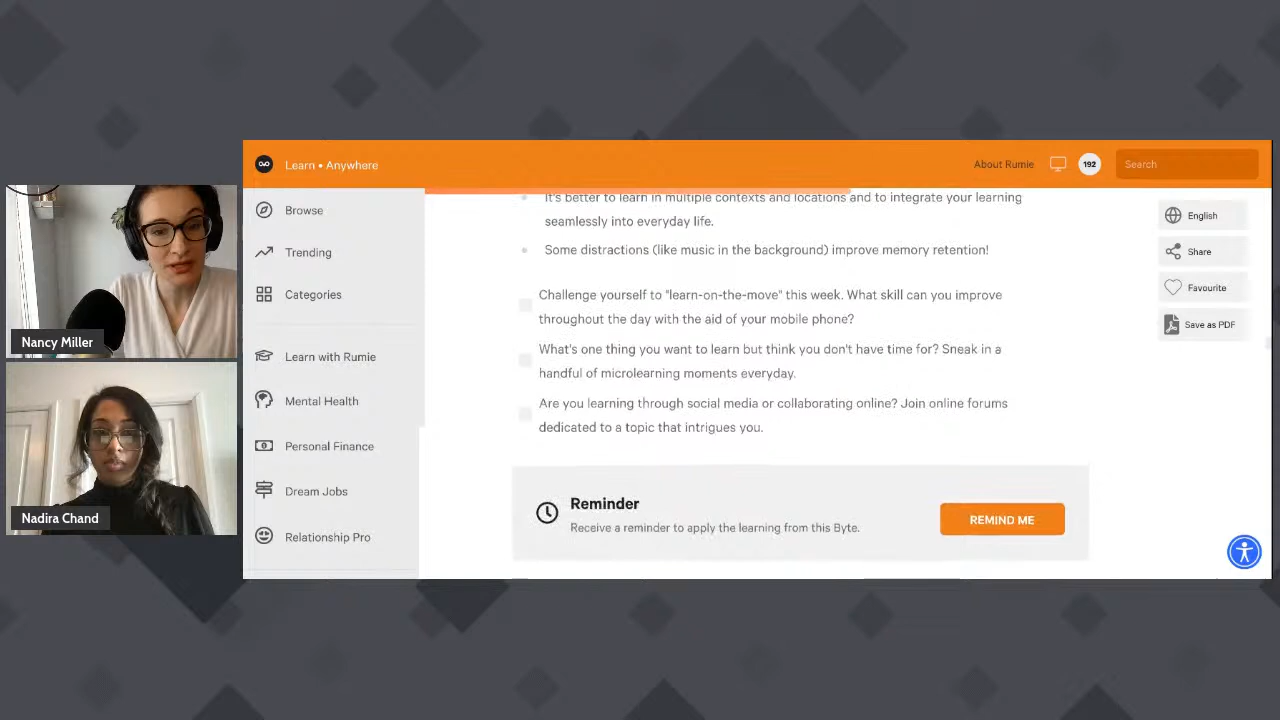 Learn • Anywhere
About Rumie
192
Search
Browse
Trending
Categories
Learn with Rumie
Mental Health
Personal Finance
Dream Jobs
Relationship Pro
It's better to learn in multiple contexts and locations and to integrate your learning
seamlessly into everyday life.
Some distractions (like music in the background) improve memory retention!
Challenge yourself to "learn-on-the-move" this week. What skill can you improve
throughout the day with the aid of your mobile phone?
What's one thing you want to learn but think you don't have time for? Sneak in a
handful of microlearning moments everyday.
Are you learning through social media or collaborating online? Join online forums
dedicated to a topic that intrigues you.
Reminder
Receive a reminder to apply the learning from this Byte.
REMIND ME
English
Share
Favourite
Save as PDF
Nancy Miller
Nadira Chand